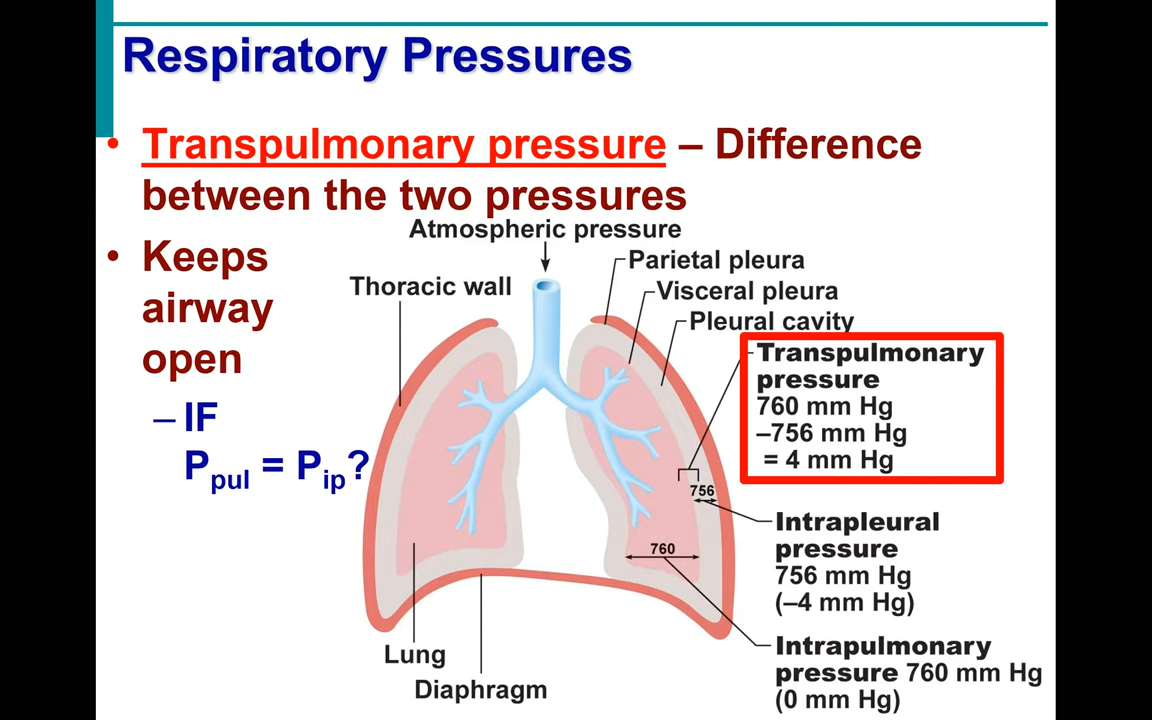 Respiratory Pressures
• Transpulmonary pressure – Difference
between the two pressures
• Keeps
airway
open
– IF
Ppul = Pip?
Atmospheric pressure
Thoracic wall
Parietal pleura
Visceral pleura
Pleural cavity
Transpulmonary
pressure
760 mm Hg
–756 mm Hg
= 4 mm Hg
756
Intrapleural
pressure
756 mm Hg
(–4 mm Hg)
760
Intrapulmonary
pressure 760 mm Hg
(0 mm Hg)
Lung
Diaphragm